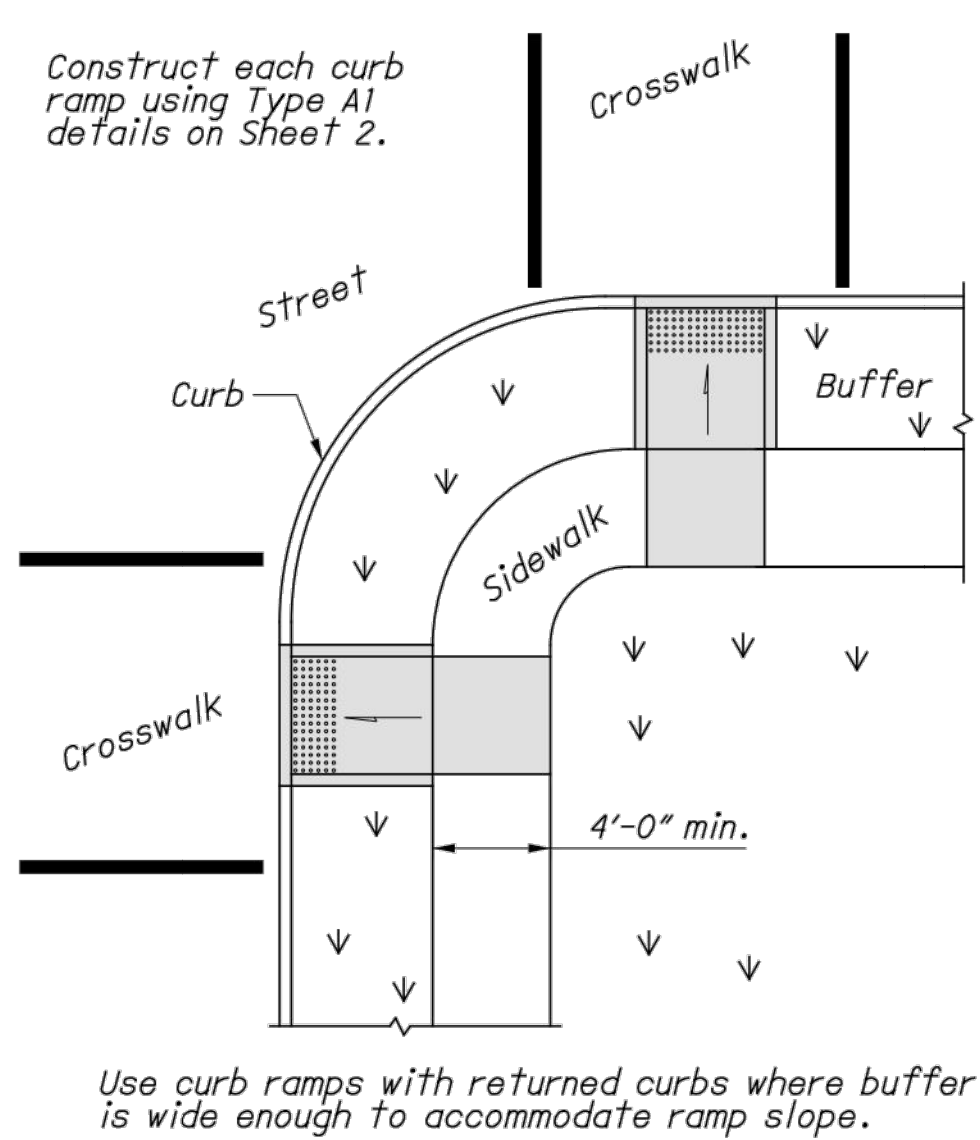 Construct each curb
ramp using Type A1
details on Sheet 2.
Crosswalk
Street
Curb
Buffer
Sidewalk
Crosswalk
4'-0" min.
Use curb ramps with returned curbs where buffer
is wide enough to accommodate ramp slope.